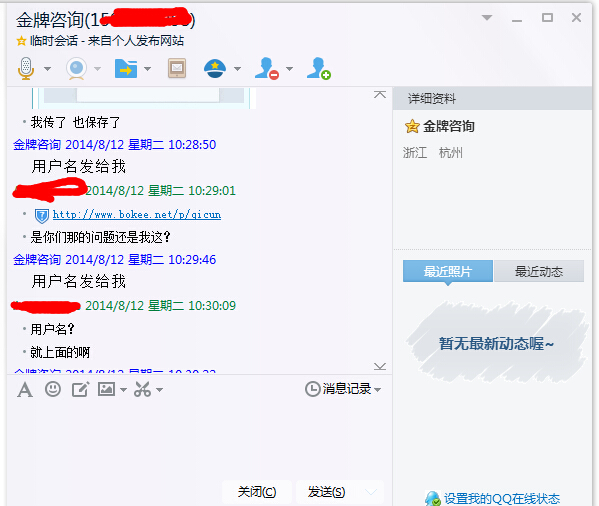 金牌咨询(15
)
临时会话 - 来自个人发布网站
我传了 也保存了
金牌咨询 2014/8/12 星期二 10:28:50
用户名发给我
2014/8/12 星期二 10:29:01
http://www.bokee.net/p/qicun
是你们那的问题还是我这?
金牌咨询 2014/8/12 星期二 10:29:46
用户名发给我
2014/8/12 星期二 10:30:09
用户名?
就上面的啊
金牌咨询 2014/8/12 星期二
消息记录
关闭(C)
发送(S)
详细资料
金牌咨询
浙江 杭州
最近照片
最近动态
暂无最新动态喔~
设置我的QQ在线状态